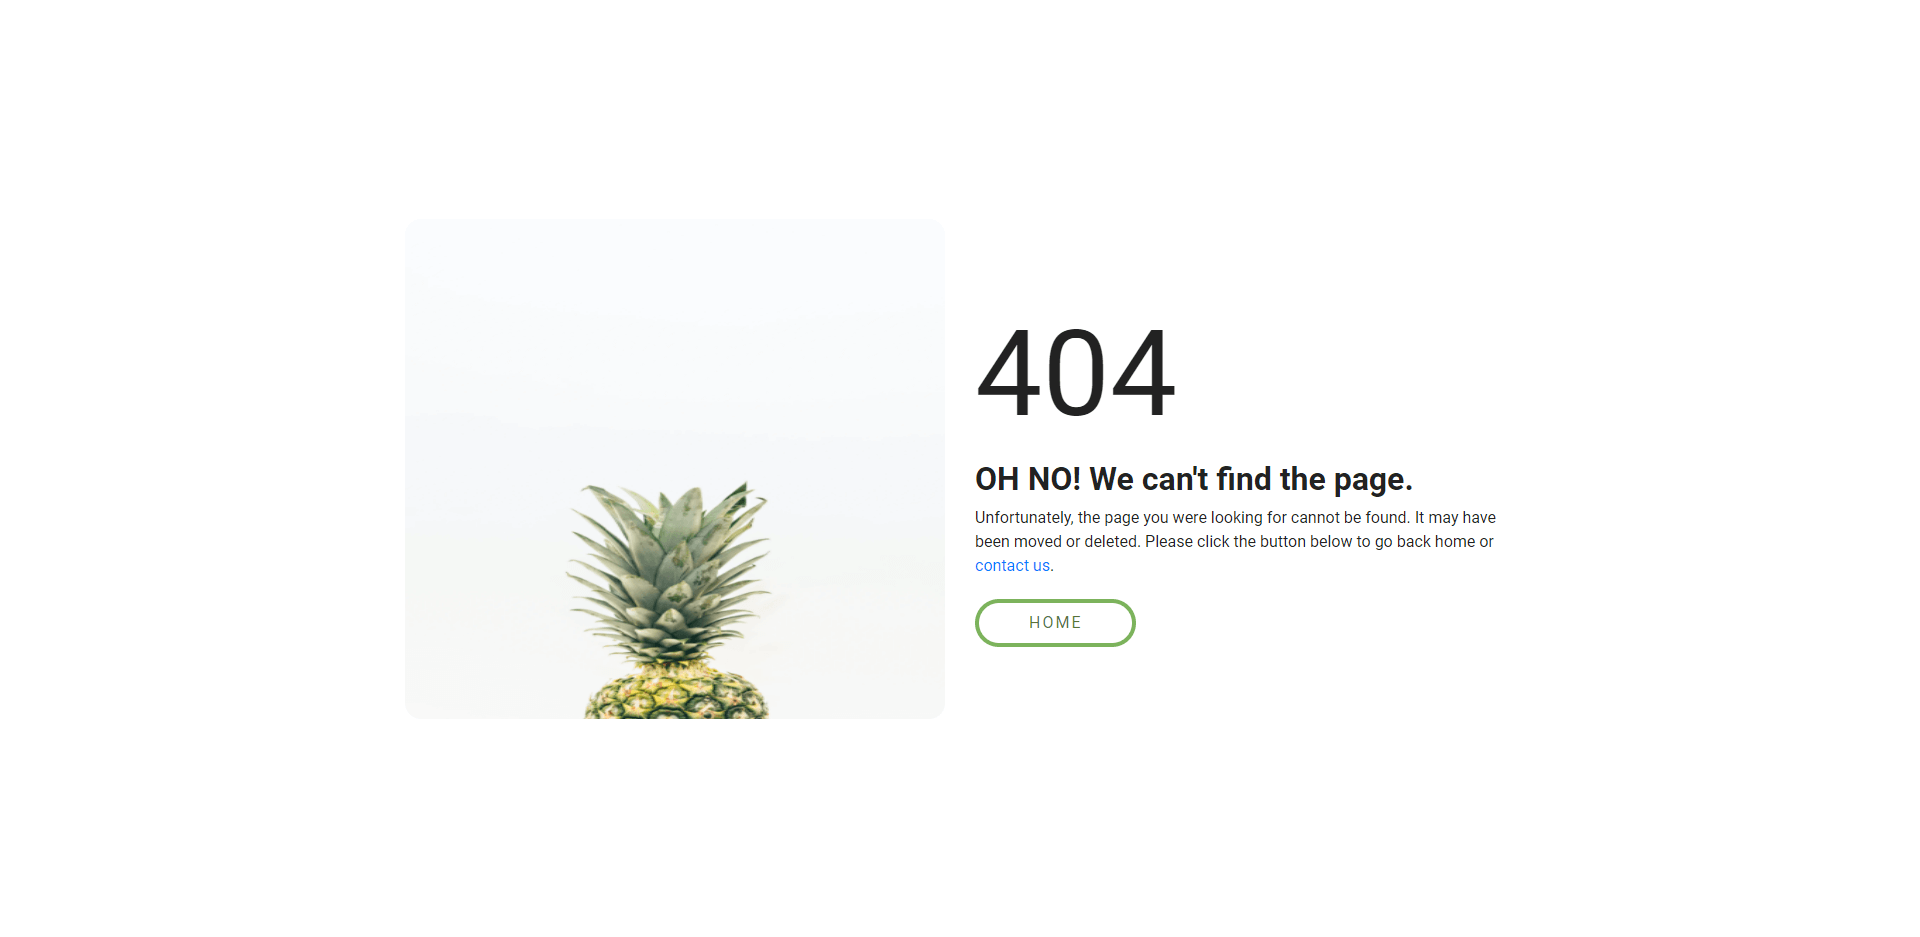 404
OH NO! We can't find the page.
Unfortunately, the page you were looking for cannot be found. It may have
been moved or deleted. Please click the button below to go back home or
contact us.
HOME